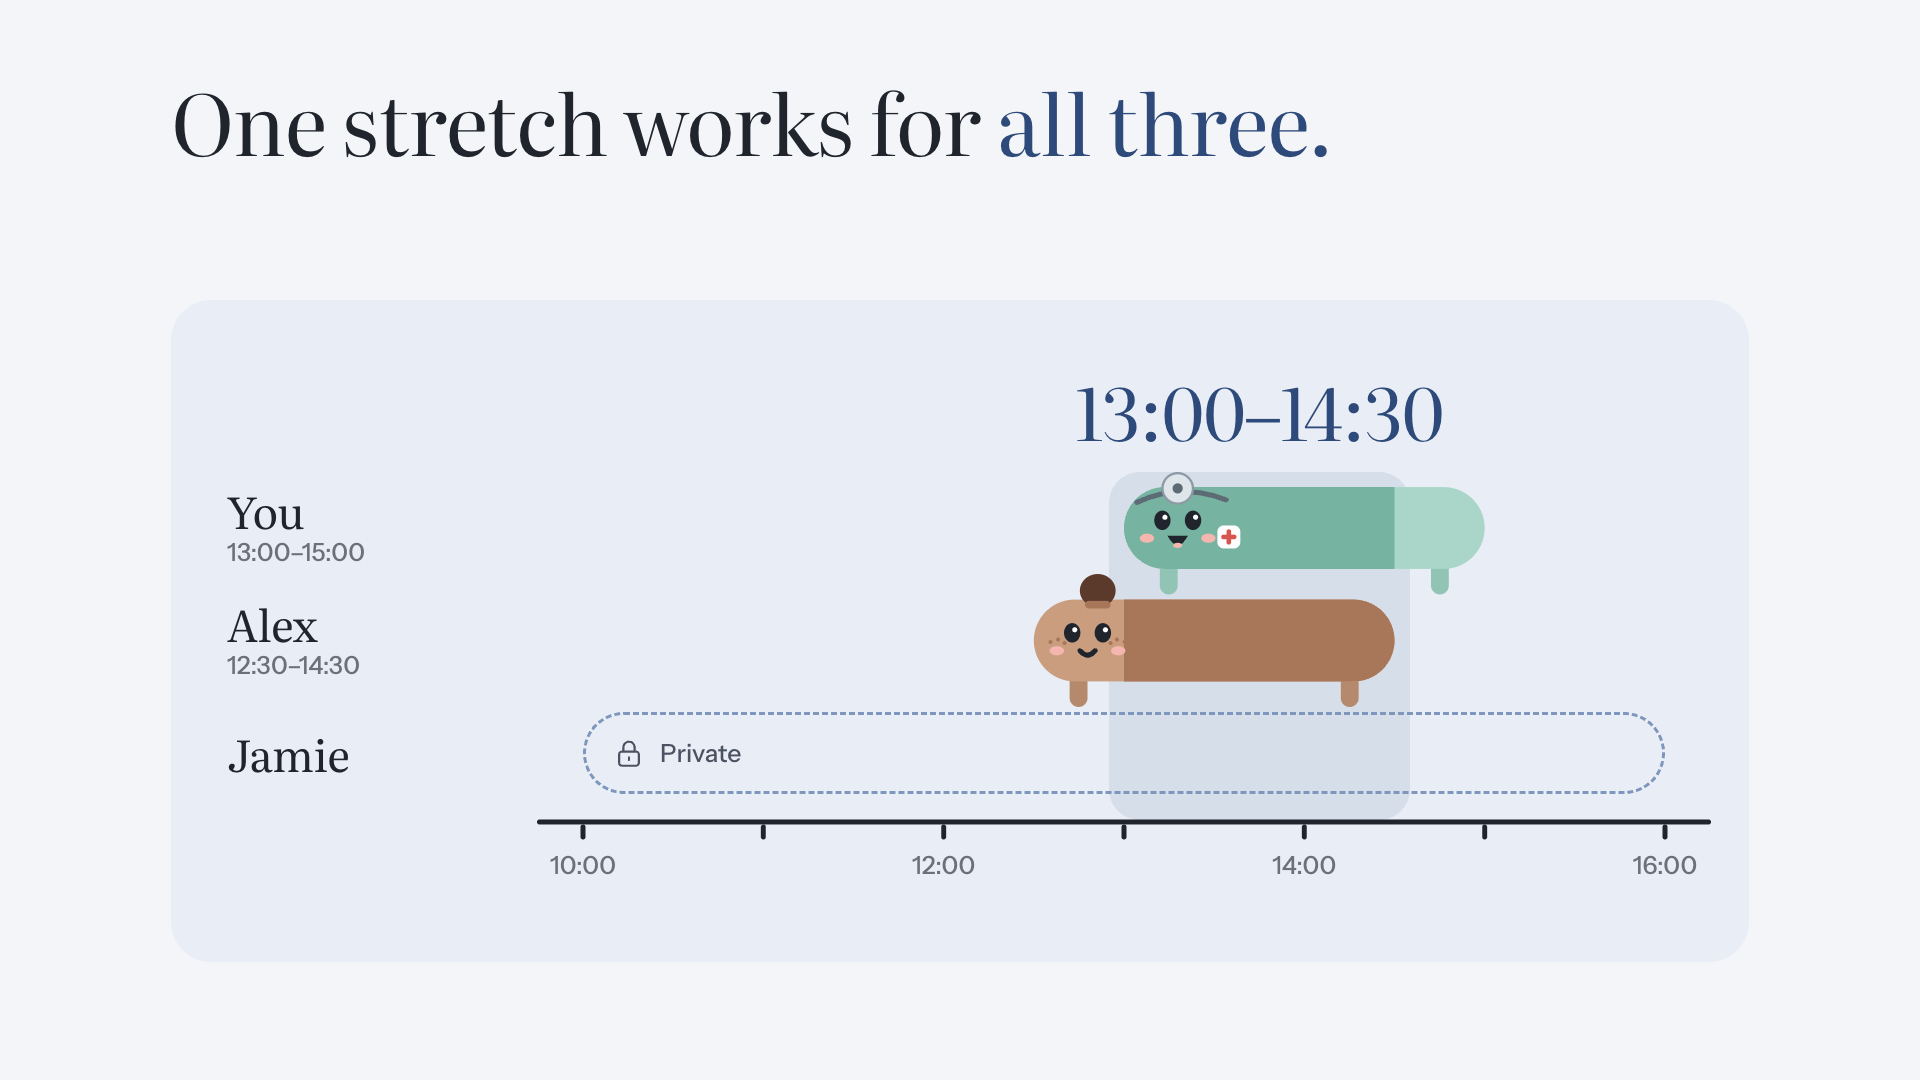 One stretch works for all three.
13:00–14:30
You
13:00–15:00
Alex
12:30–14:30
Jamie
Private
10:00
12:00
14:00
16:00